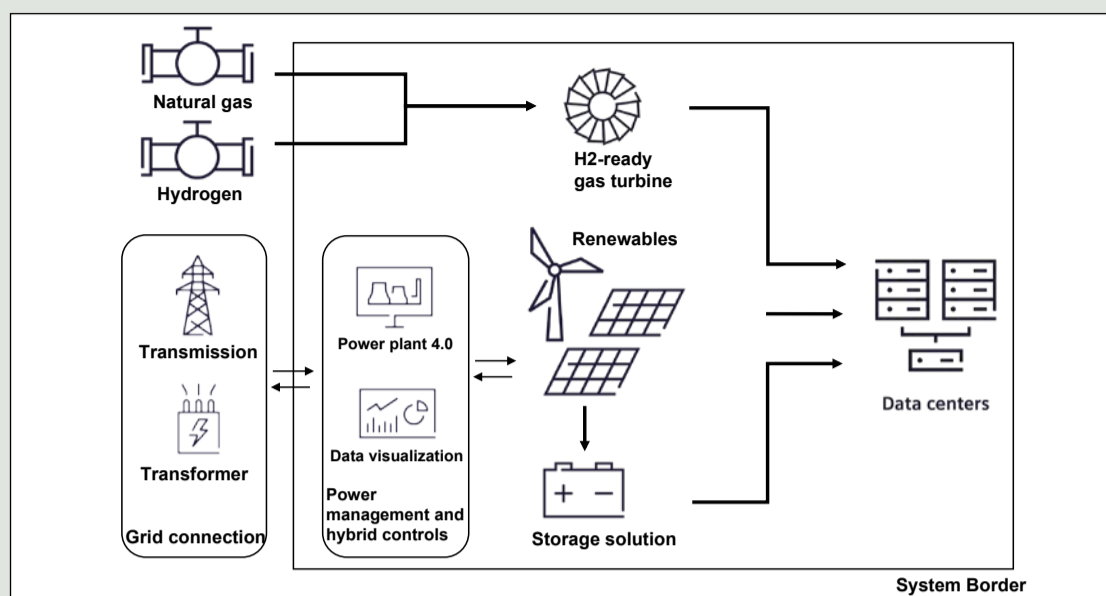 Natural gas
Hydrogen
H2-ready
gas turbine
Renewables
Transmission
Transformer
Grid connection
Power plant 4.0
Data visualization
Power
management and
hybrid controls
Storage solution
Data centers
System Border